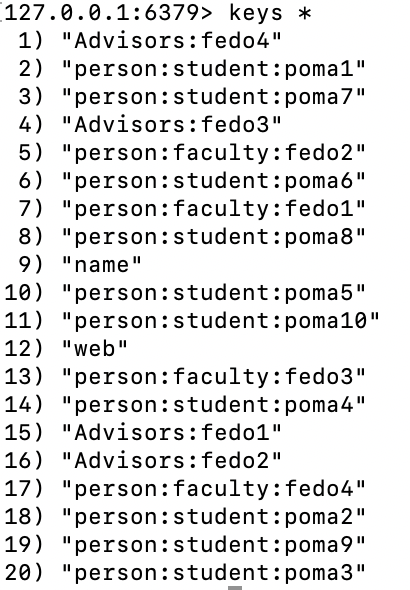 127.0.0.1:6379> keys *
1) "Advisors:fedo4"
2) "person:student:poma1"
3) "person:student:poma7"
4) "Advisors:fedo3"
5) "person:faculty:fedo2"
6) "person:student:poma6"
7) "person:faculty:fedo1"
8) "person:student:poma8"
9) "name"
10) "person:student:poma5"
11) "person:student:poma10"
12) "web"
13) "person:faculty:fedo3"
14) "person:student:poma4"
15) "Advisors:fedo1"
16) "Advisors:fedo2"
17) "person:faculty:fedo4"
18) "person:student:poma2"
19) "person:student:poma9"
20) "person:student:poma3"